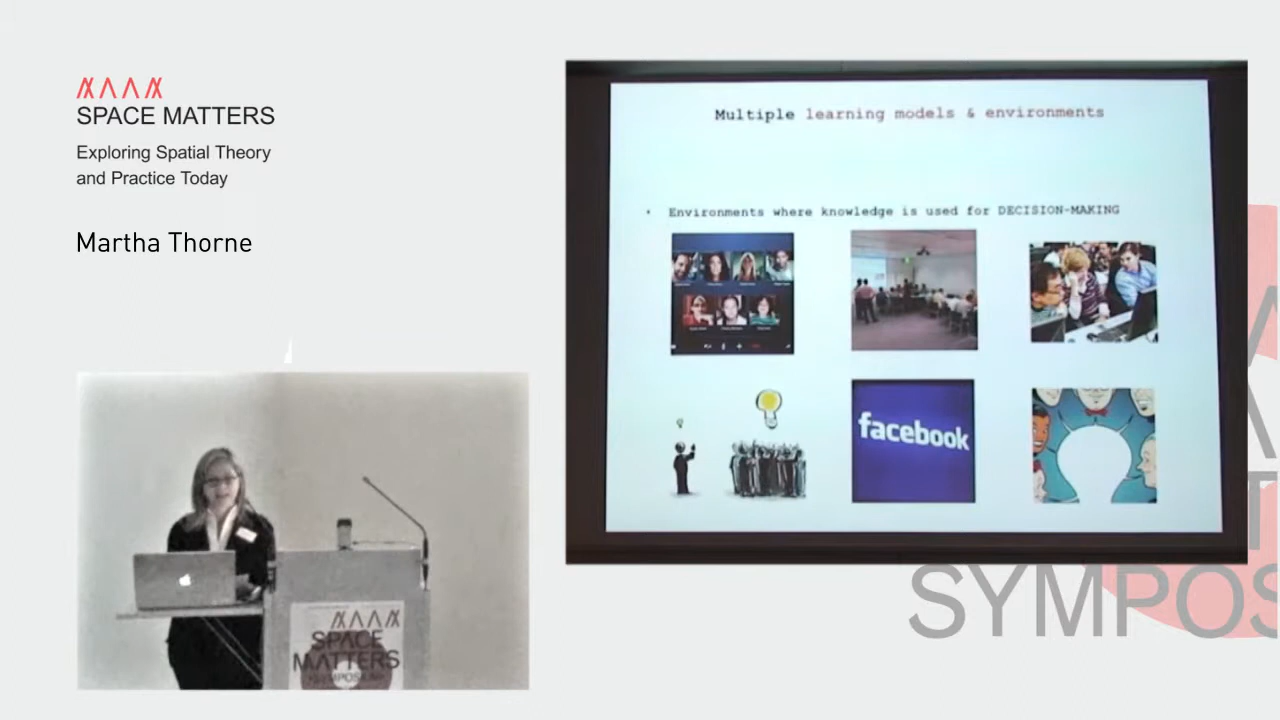 SPACE MATTERS
Exploring Spatial Theory
and Practice Today
Martha Thorne
Multiple learning models & environments
• Environments where knowledge is used for DECISION-MAKING
facebook
SPACE
MATTERS
SYMPOS